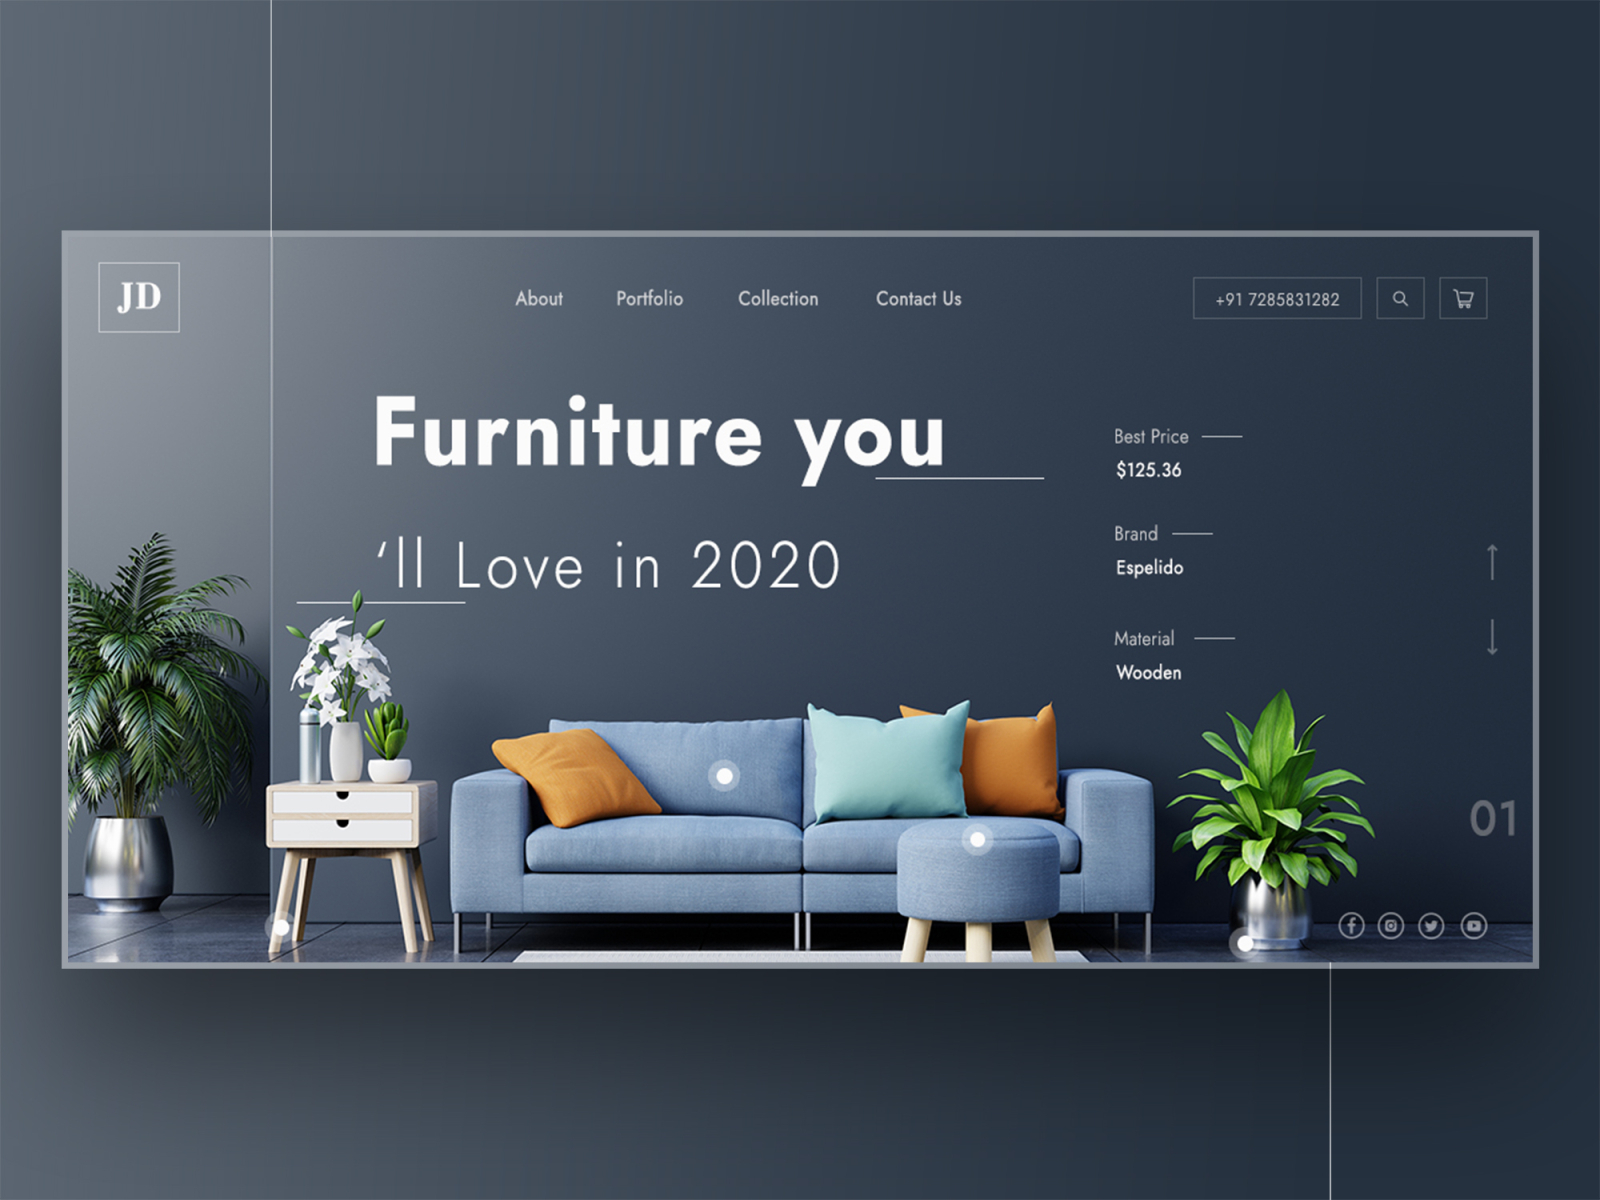 JD
About
Portfolio
Collection
Contact Us
+91 7285831282
Furniture you
‘ll Love in 2020
Best Price
$125.36
Brand
Espelido
Material
Wooden
01